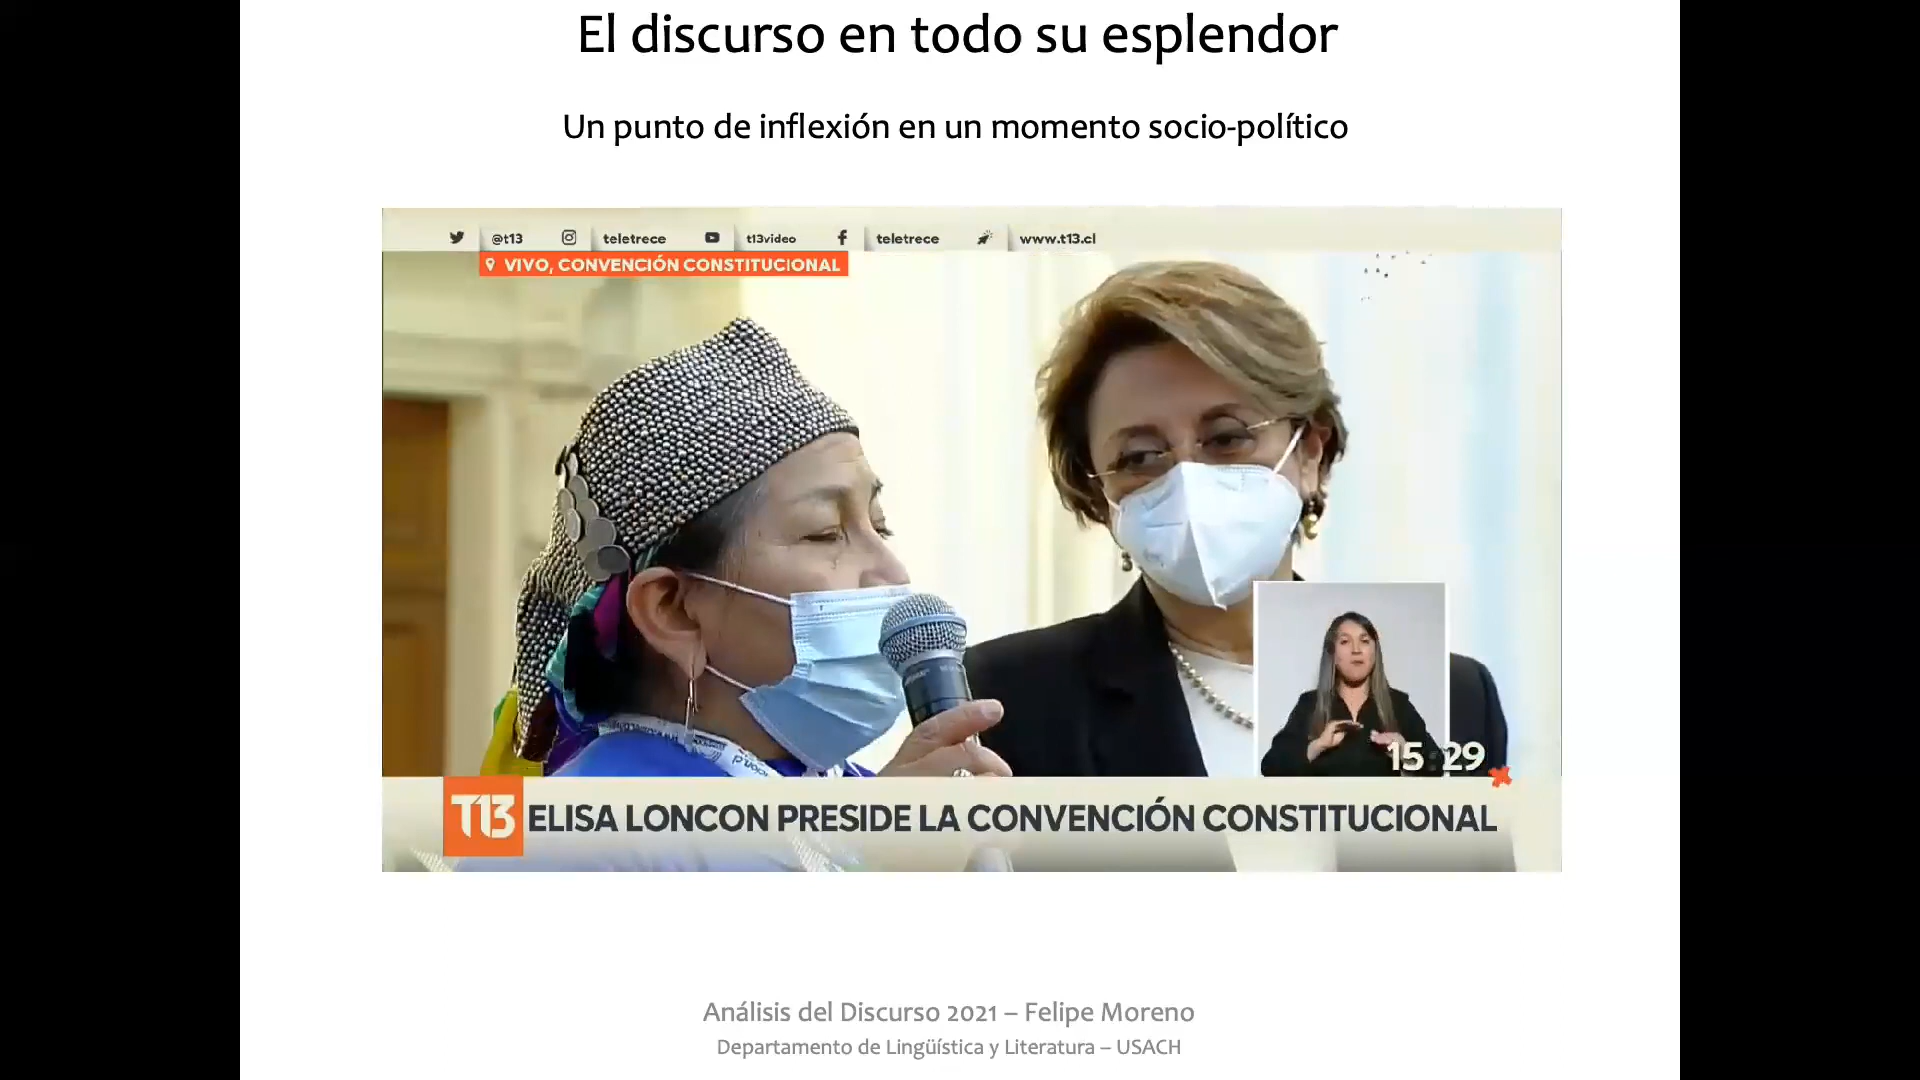 El discurso en todo su esplendor
Un punto de inflexión en un momento socio-político
@t13 teletrece t13video teletrece www.t13.cl
VIVO, CONVENCIÓN CONSTITUCIONAL
15:29
T13 ELISA LONCON PRESIDE LA CONVENCIÓN CONSTITUCIONAL
Análisis del Discurso 2021 – Felipe Moreno
Departamento de Lingüística y Literatura – USACH